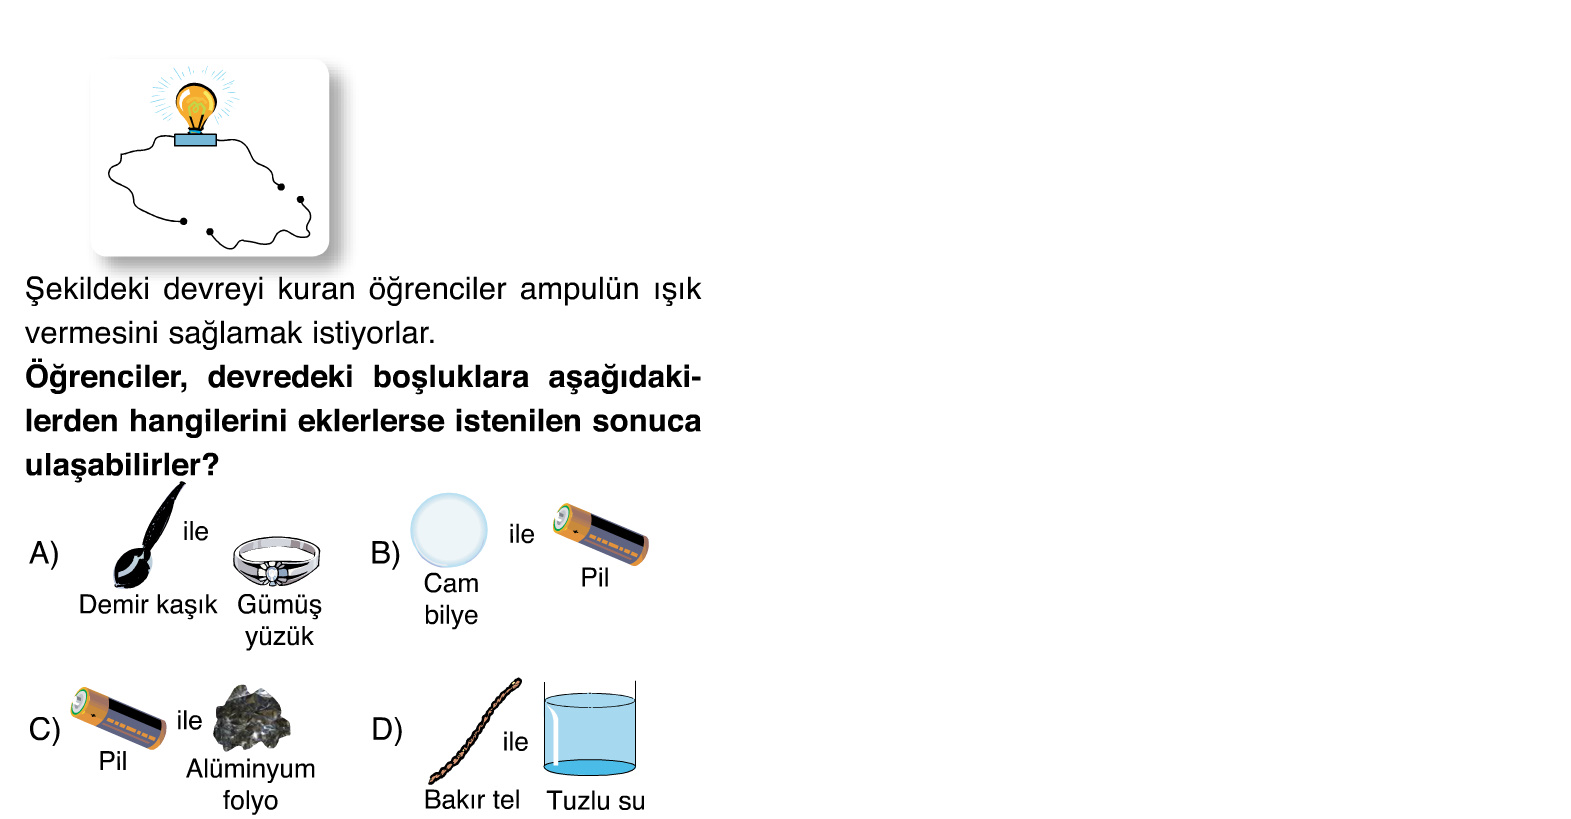 Şekildeki devreyi kuran öğrenciler ampulün ışık
vermesini sağlamak istiyorlar.
Öğrenciler, devredeki boşluklara aşağıdaki-
lerden hangilerini eklerlerse istenilen sonuca
ulaşabilirler?
A)
ile
Demir kaşık
Gümüş
yüzük
B)
ile
Cam
bilye
Pil
C)
ile
Pil
Alüminyum
folyo
D)
ile
Bakır tel
Tuzlu su